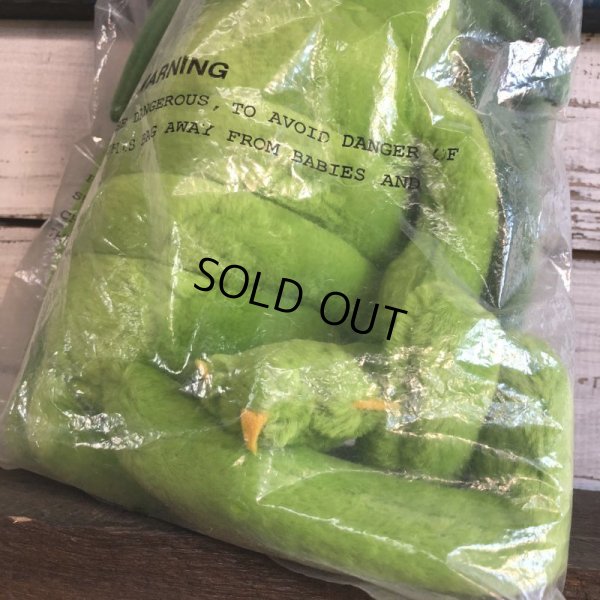 WARNING
DANGEROUS, TO AVOID DANGER OF
BAG AWAY FROM BABIES AND
SOLD OUT